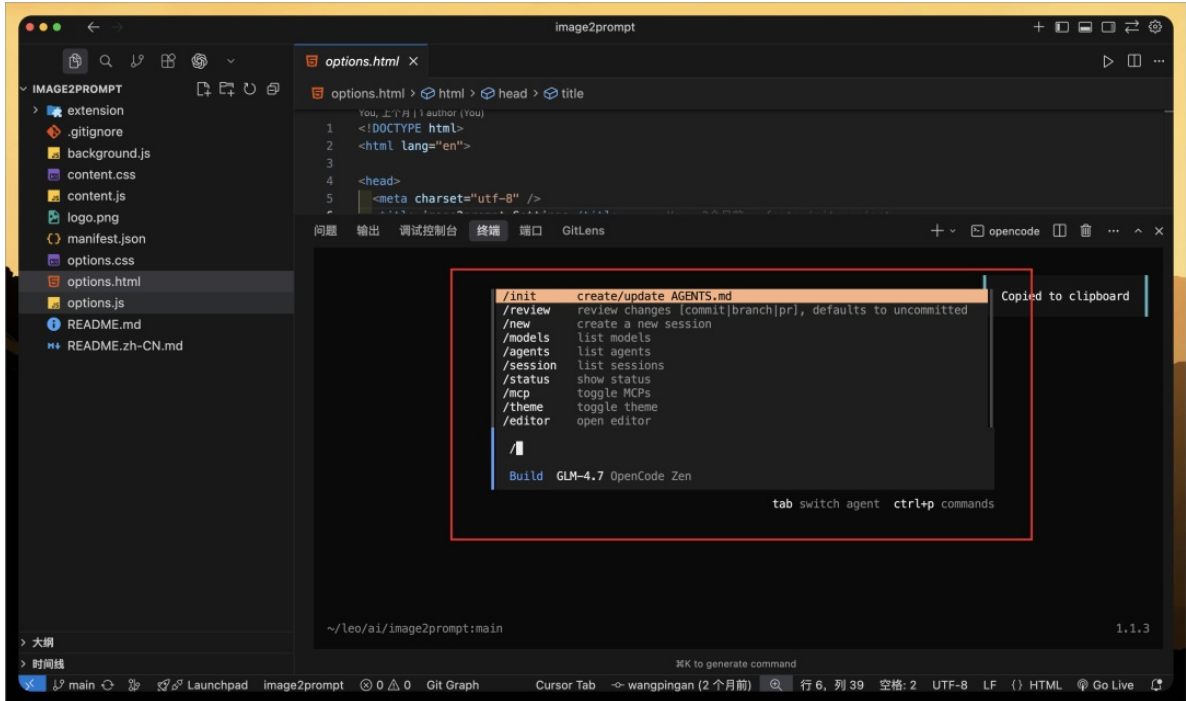 image2prompt
options.html
IMAGE2PROMPT
options.html > html > head > title
extension
.gitignore
background.js
content.css
content.js
logo.png
manifest.json
options.css
options.html
options.js
README.md
README.zh-CN.md
You, 上个月 | 1 author (You)
1 <!DOCTYPE html>
2 <html lang="en">
3
4 <head>
5 <meta charset="utf-8" />
问题 输出 调试控制台 终端 端口 GitLens
opencode
/init create/update AGENTS.md
Copied to clipboard
/review review changes [commit|branch|pr], defaults to uncommitted
/new create a new session
/models list models
/agents list agents
/session list sessions
/status show status
/mcp toggle MCPs
/theme toggle theme
/editor open editor
/
Build GLM-4.7 OpenCode Zen
tab switch agent ctrl+p commands
~/leo/ai/image2prompt:main
1.1.3
大纲
时间线
⌘K to generate command
main Launchpad image2prompt 0 0 Git Graph Cursor Tab wangpingan (2 个月前) 行 6, 列 39 空格: 2 UTF-8 LF {} HTML Go Live